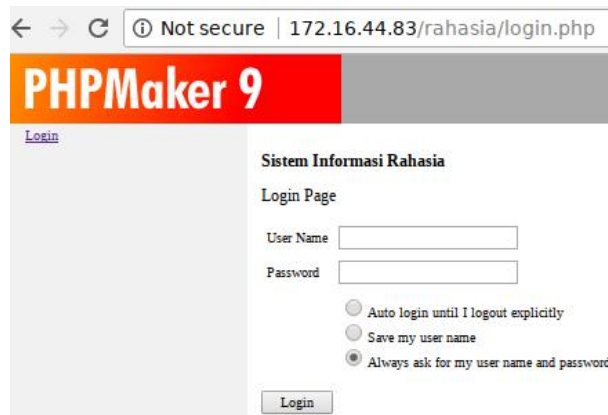 Not secure | 172.16.44.83/rahasia/login.php
PHPMaker 9
Login
Sistem Informasi Rahasia
Login Page
User Name
Password
Auto login until I logout explicitly
Save my user name
Always ask for my user name and password
Login